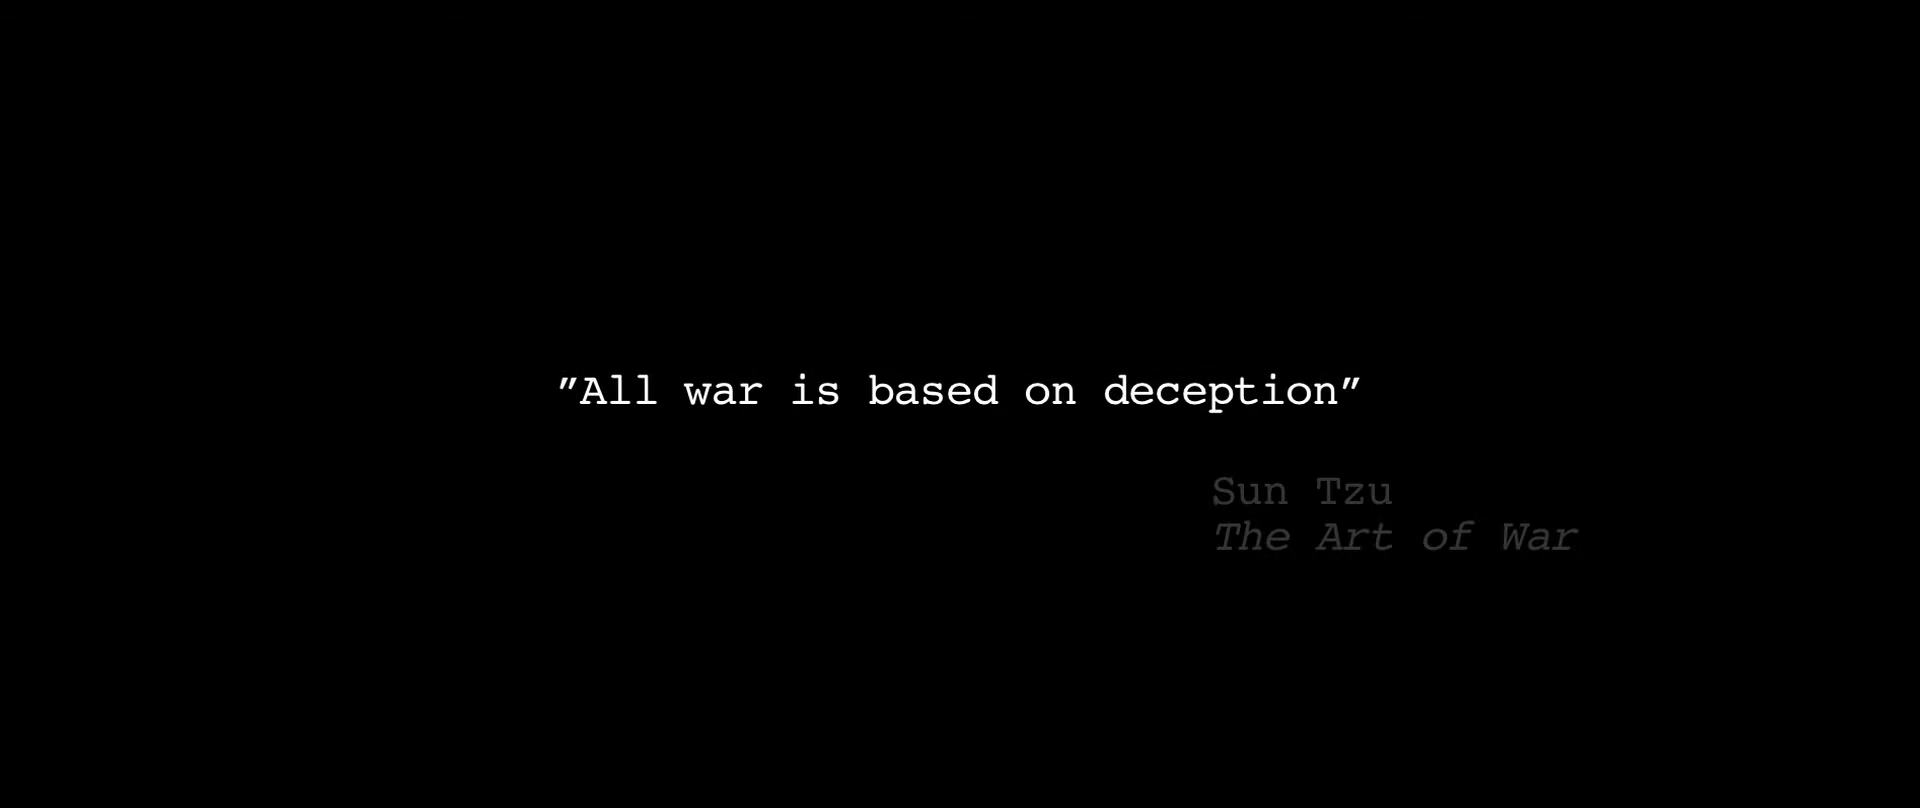 ”All war is based on deception”
Sun Tzu
The Art of War